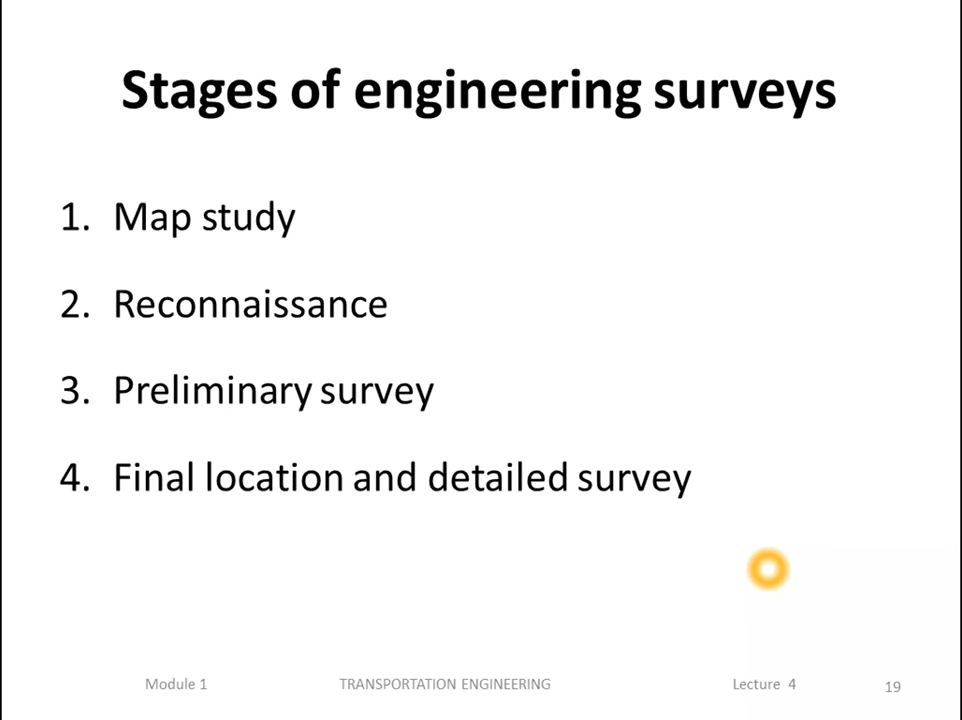 Stages of engineering surveys
1. Map study
2. Reconnaissance
3. Preliminary survey
4. Final location and detailed survey
Module 1 TRANSPORTATION ENGINEERING Lecture 4 19